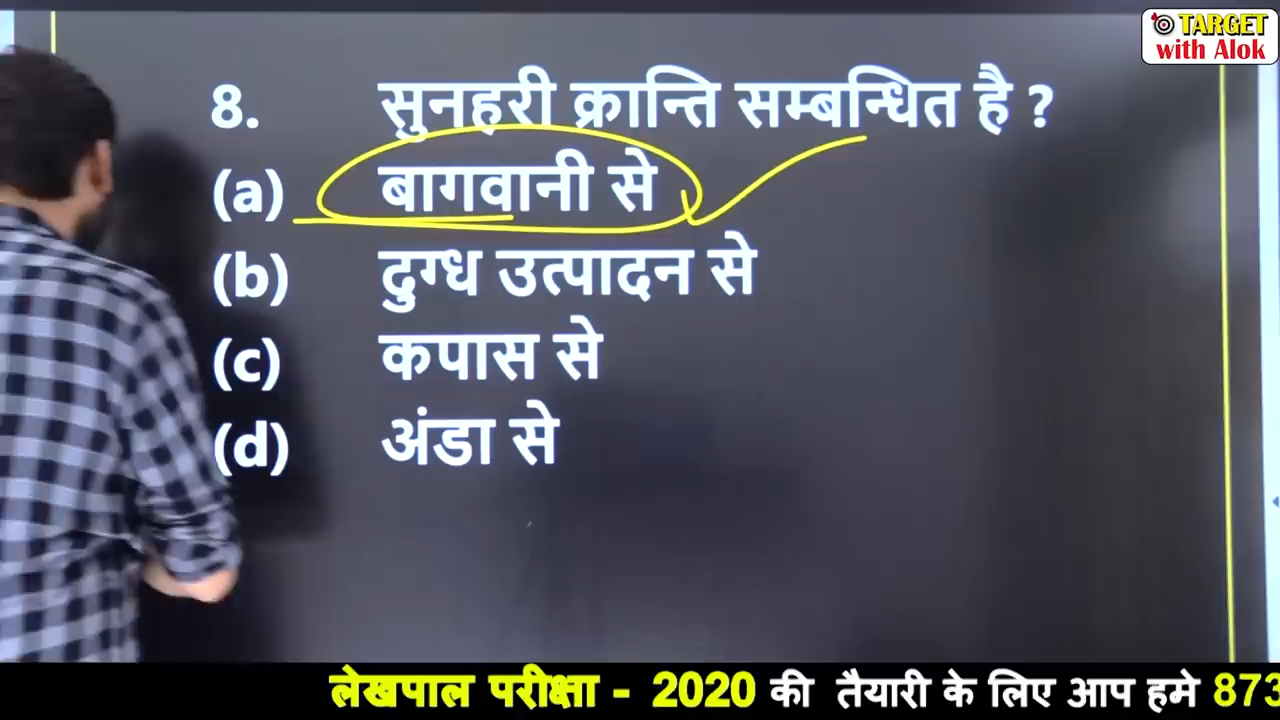 TARGET
with Alok
8. सुनहरी क्रान्ति सम्बन्धित है ?
(a) बागवानी से
(b) दुग्ध उत्पादन से
(c) कपास से
(d) अंडा से
लेखपाल परीक्षा - 2020 की तैयारी के लिए आप हमे 873